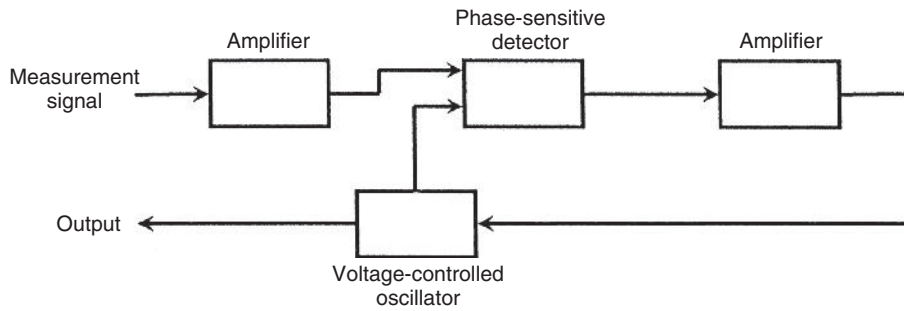 Amplifier
Phase-sensitive
detector
Amplifier
Measurement
signal
Output
Voltage-controlled
oscillator